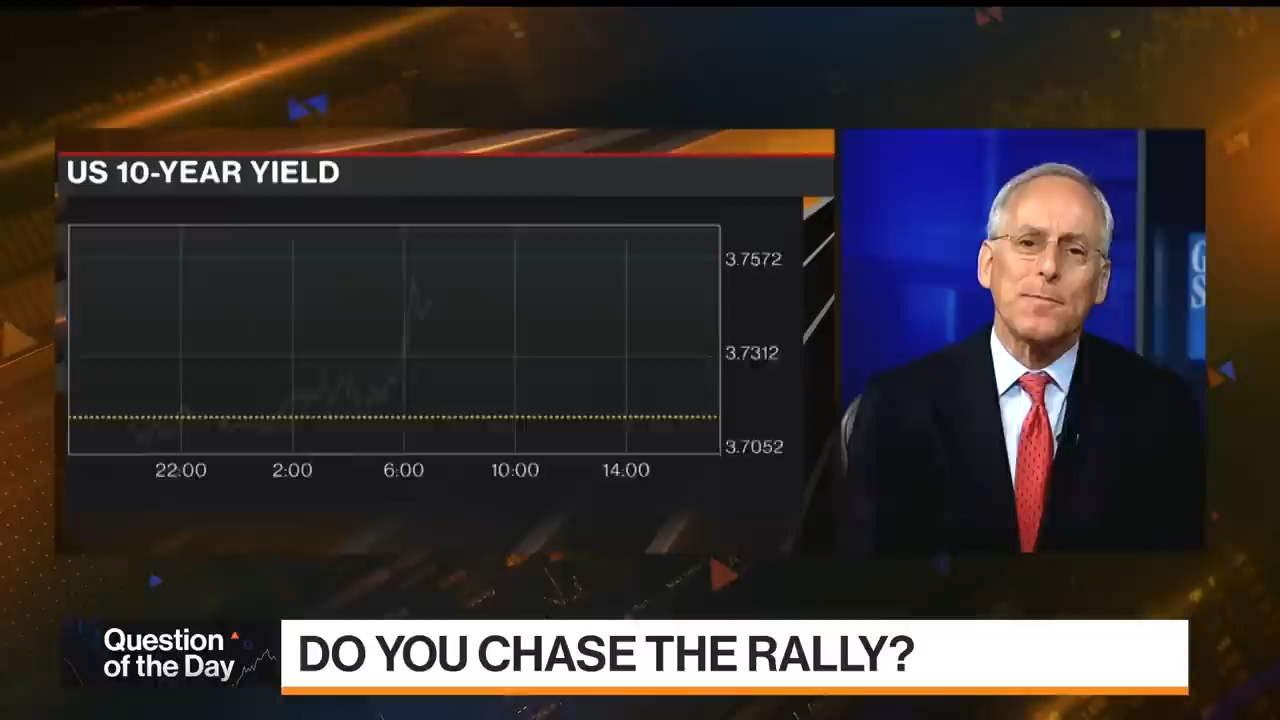 US 10-YEAR YIELD
3.7572
3.7312
3.7052
22:00 2:00 6:00 10:00 14:00
G
S
Question
of the Day
DO YOU CHASE THE RALLY?